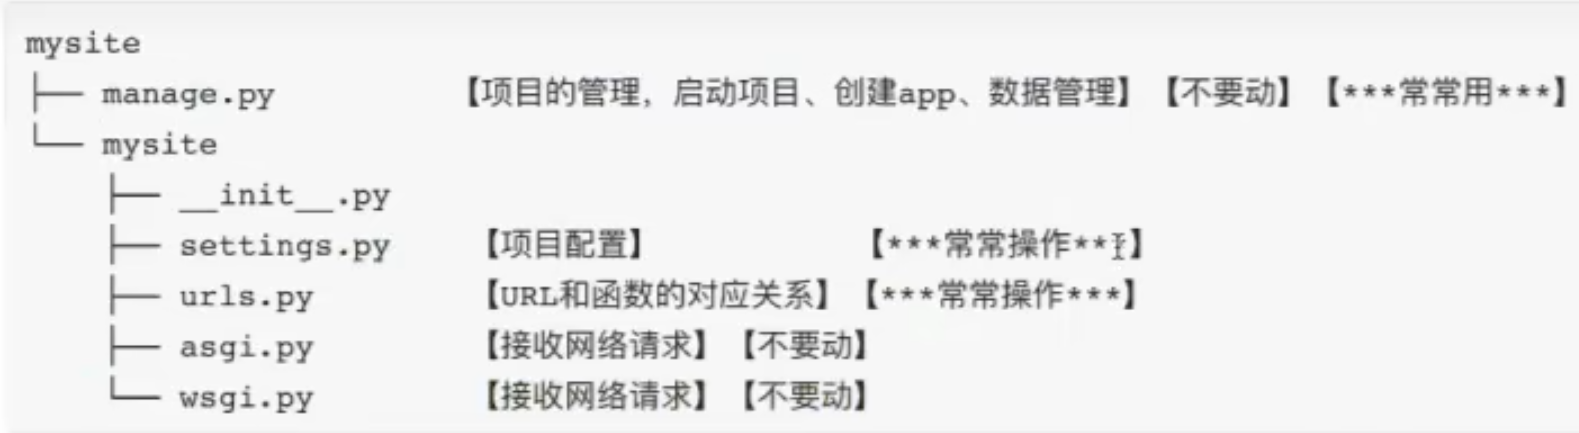 mysite
├── manage.py 【项目的管理，启动项目、创建app、数据管理】【不要动】【***常常用***】
└── mysite
├── __init__.py
├── settings.py 【项目配置】 【***常常操作***】
├── urls.py 【URL和函数的对应关系】【***常常操作***】
├── asgi.py 【接收网络请求】【不要动】
└── wsgi.py 【接收网络请求】【不要动】